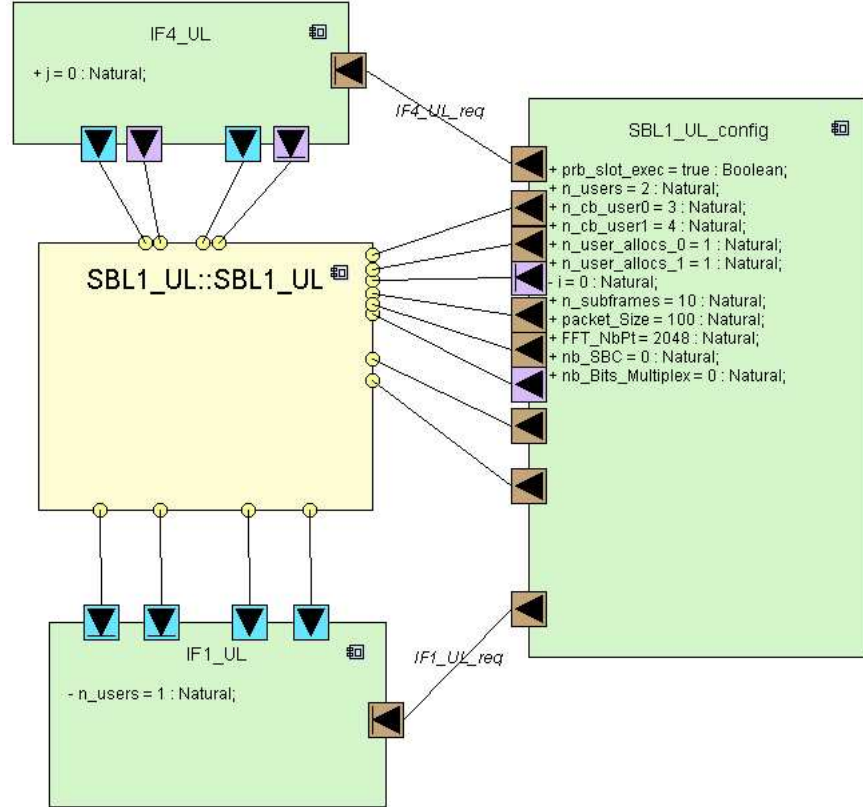 IF4_UL
+ j = 0 : Natural;
IF4_UL_req
SBL1_UL_config
+ prb_slot_exec = true : Boolean;
+ n_users = 2 : Natural;
+ n_cb_user0 = 3 : Natural;
+ n_cb_user1 = 4 : Natural;
+ n_user_allocs_0 = 1 : Natural;
+ n_user_allocs_1 = 1 : Natural;
- i = 0 : Natural;
+ n_subframes = 10 : Natural;
+ packet_Size = 100 : Natural;
+ FFT_NbPt = 2048 : Natural;
+ nb_SBC = 0 : Natural;
+ nb_Bits_Multiplex = 0 : Natural;
SBL1_UL::SBL1_UL
IF1_UL
- n_users = 1 : Natural;
IF1_UL_req